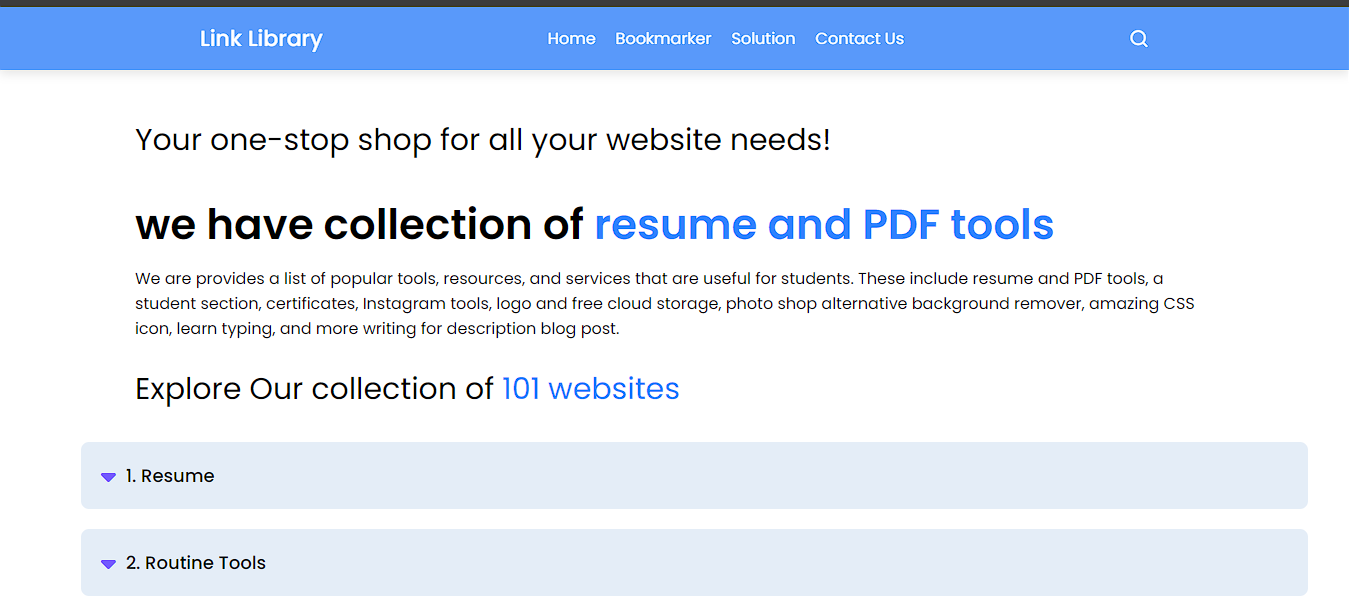 Link Library
Home Bookmarker Solution Contact Us
Your one-stop shop for all your website needs!
we have collection of resume and PDF tools
We are provides a list of popular tools, resources, and services that are useful for students. These include resume and PDF tools, a
student section, certificates, Instagram tools, logo and free cloud storage, photo shop alternative background remover, amazing CSS
icon, learn typing, and more writing for description blog post.
Explore Our collection of 101 websites
1. Resume
2. Routine Tools